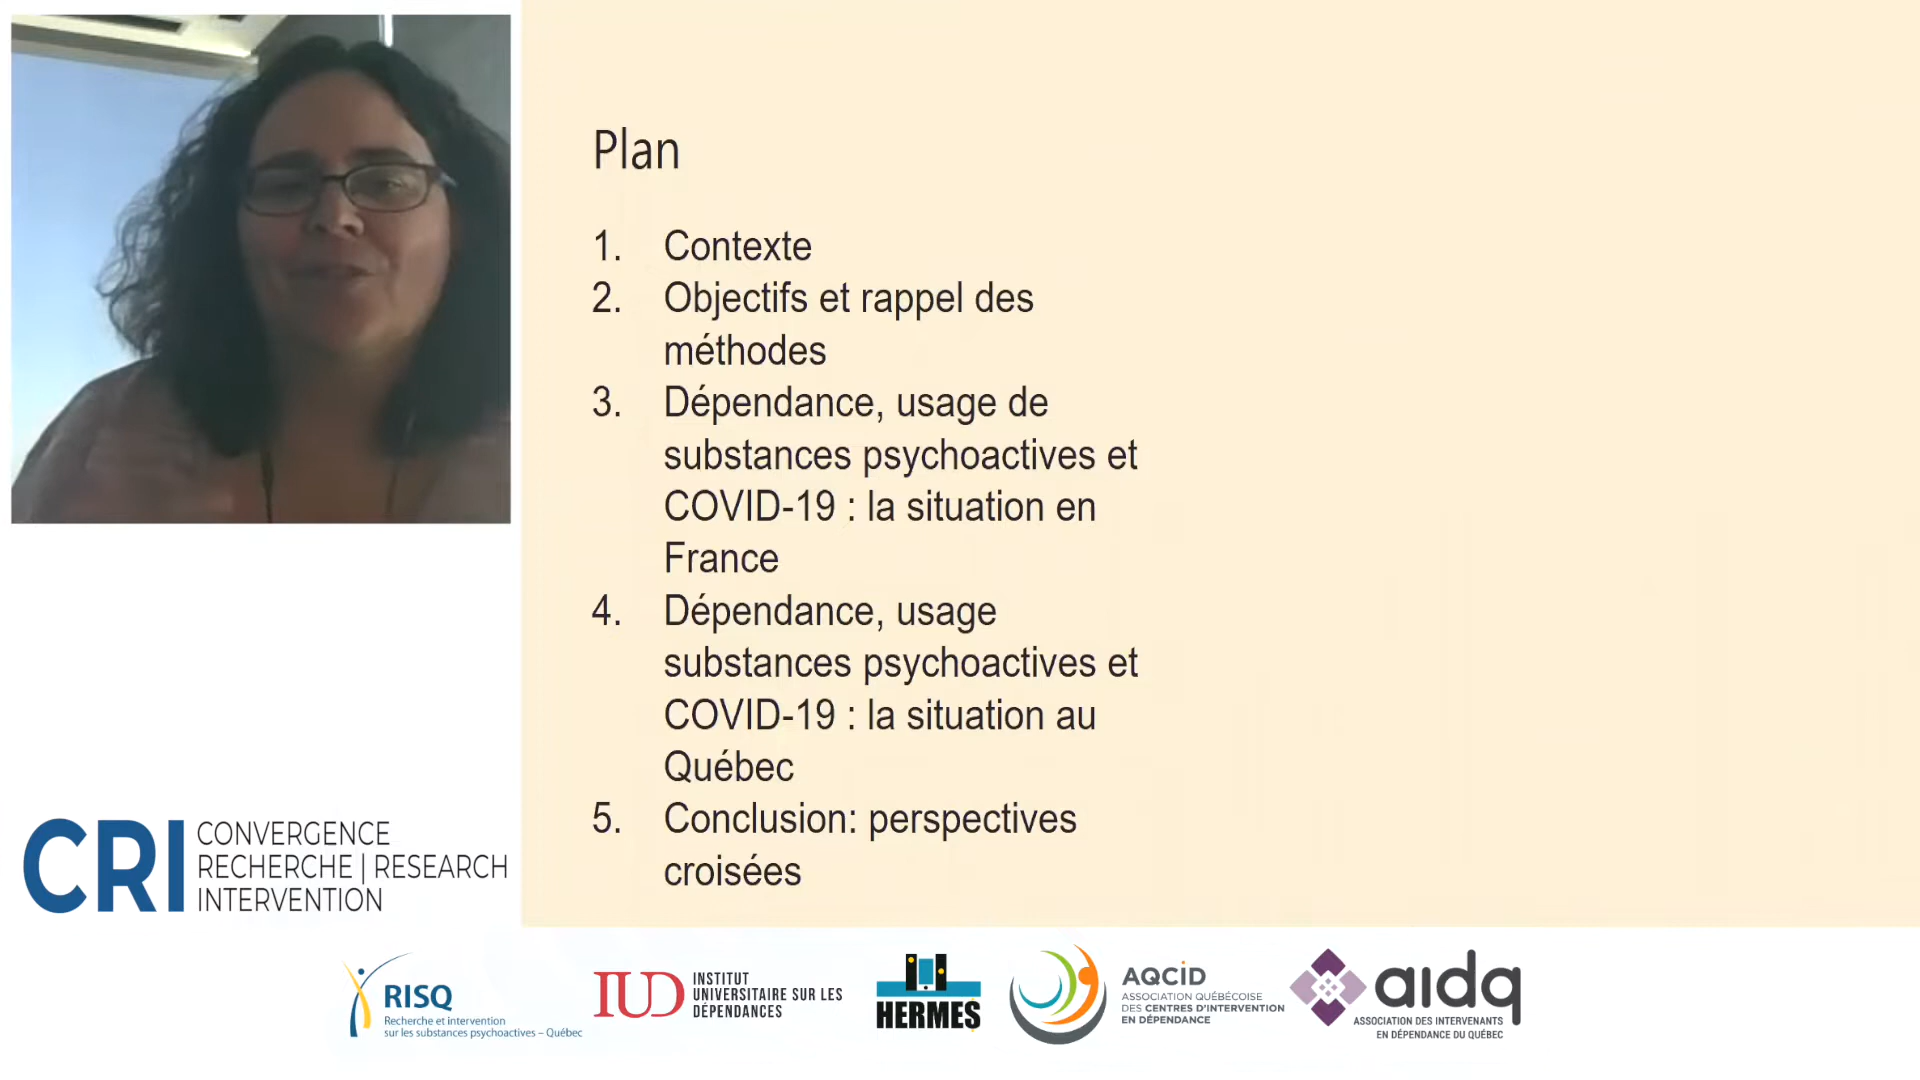 Plan
1. Contexte
2. Objectifs et rappel des
méthodes
3. Dépendance, usage de
substances psychoactives et
COVID-19 : la situation en
France
4. Dépendance, usage
substances psychoactives et
COVID-19 : la situation au
Québec
5. Conclusion: perspectives
croisées
CRI
CONVERGENCE
RECHERCHE | RESEARCH
INTERVENTION
RISQ
Recherche et intervention
sur les substances psychoactives – Québec
IUD
INSTITUT
UNIVERSITAIRE SUR LES
DÉPENDANCES
HERMES
AQCiD
ASSOCIATION QUÉBÉCOISE
DES CENTRES D'INTERVENTION
EN DÉPENDANCE
aidq
ASSOCIATION DES INTERVENANTS
EN DÉPENDANCE DU QUÉBEC